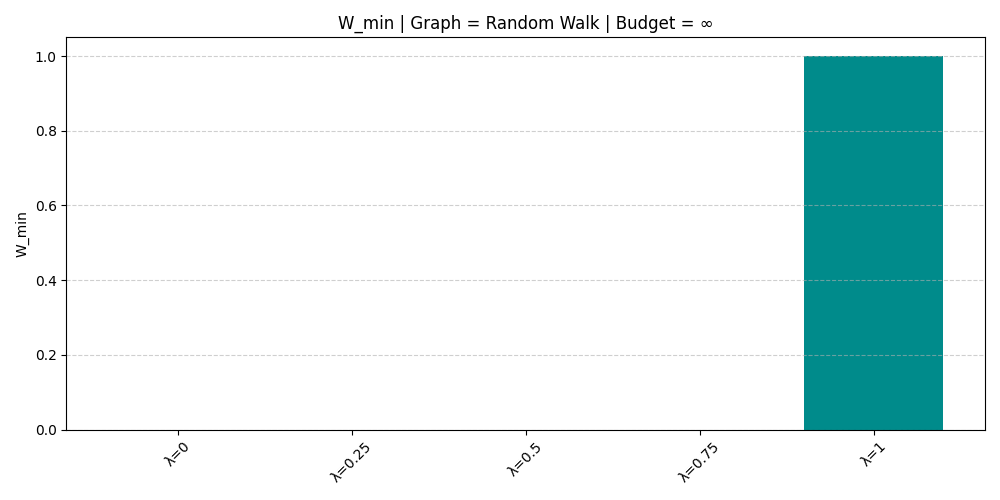 W_min | Graph = Random Walk | Budget = ∞
W_min
1.0
0.8
0.6
0.4
0.2
0.0
λ=0
λ=0.25
λ=0.5
λ=0.75
λ=1